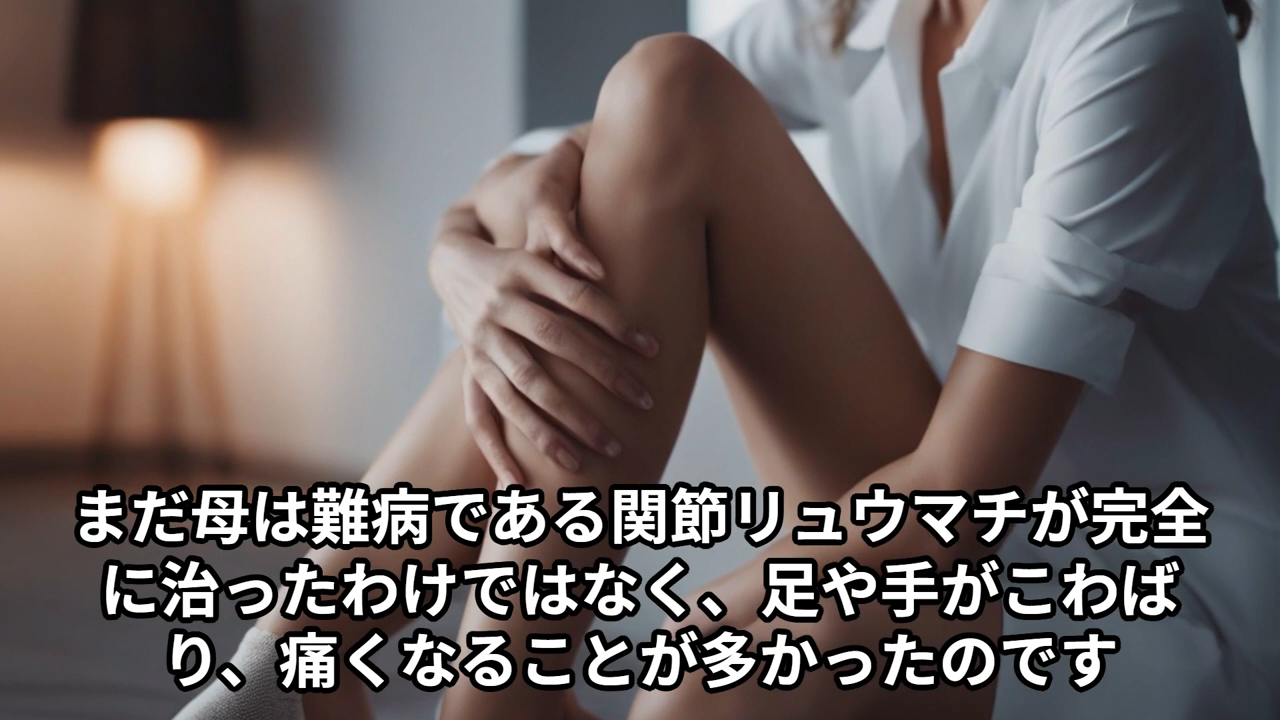 まだ母は難病である関節リュウマチが完全
に治ったわけではなく、足や手がこわば
り、痛くなることが多かったのです